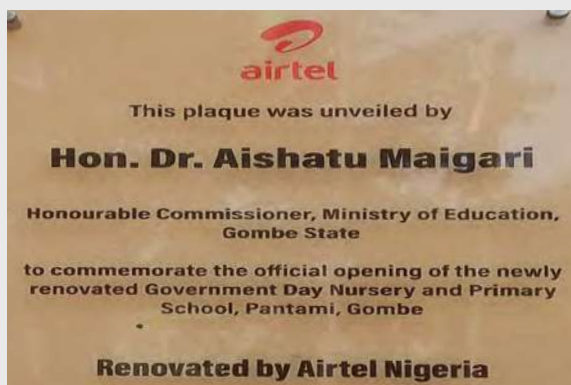 airtel
This plaque was unveiled by
Hon. Dr. Aishatu Maigari
Honourable Commissioner, Ministry of Education,
Gombe State
to commemorate the official opening of the newly
renovated Government Day Nursery and Primary
School, Pantami, Gombe
Renovated by Airtel Nigeria